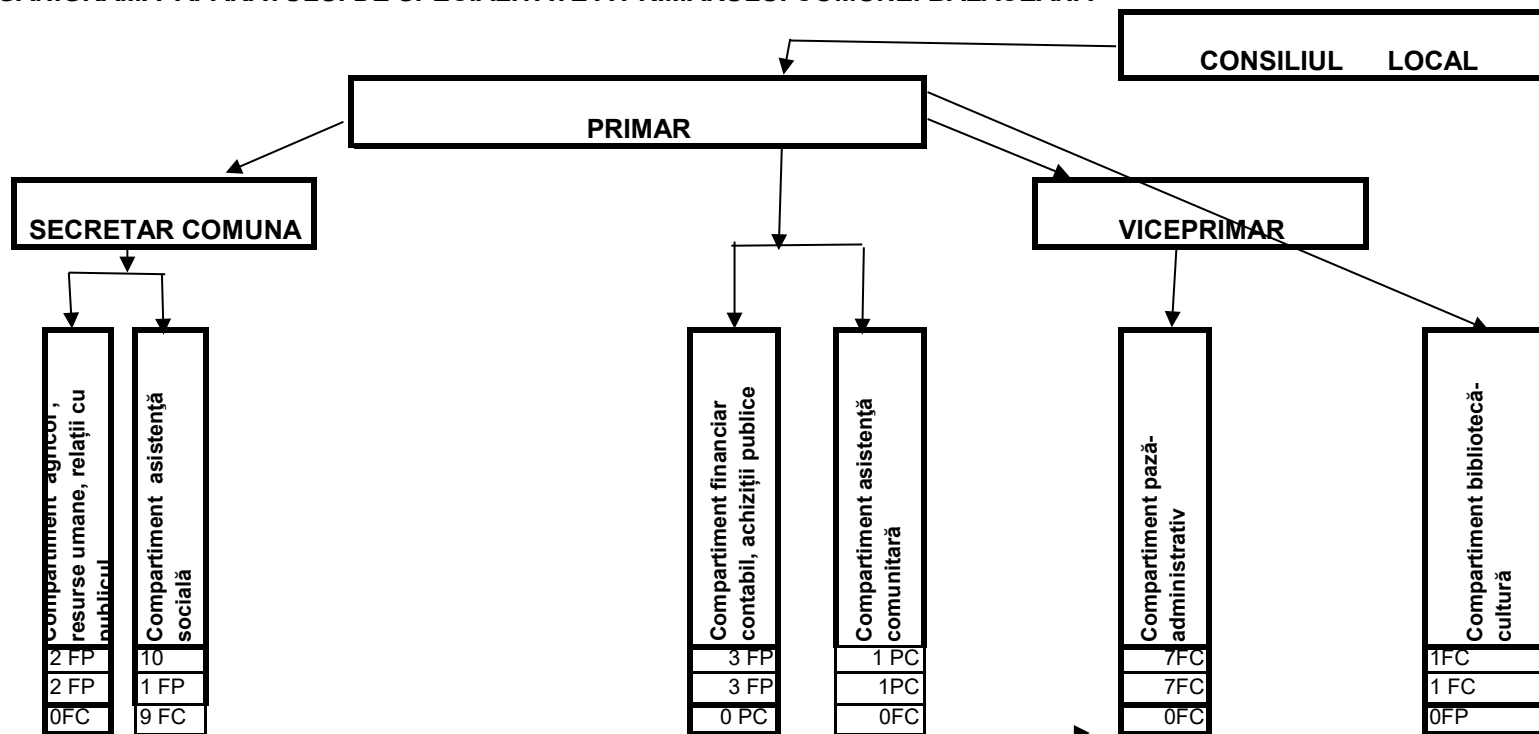 CONSILIUL LOCAL
PRIMAR
SECRETAR COMUNA
VICEPRIMAR
Compartiment agricol,
resurse umane, relații cu
publicul
2 FP
2 FP
0FC
Compartiment asistenţă
socială
10
1 FP
9 FC
Compartiment financiar
contabil, achiziții publice
3 FP
3 FP
0 PC
Compartiment asistenţă
comunitară
1 PC
1PC
0FC
Compartiment pază-
administrativ
7FC
7FC
0FC
Compartiment bibliotecă-
cultură
1FC
1 FC
0FP